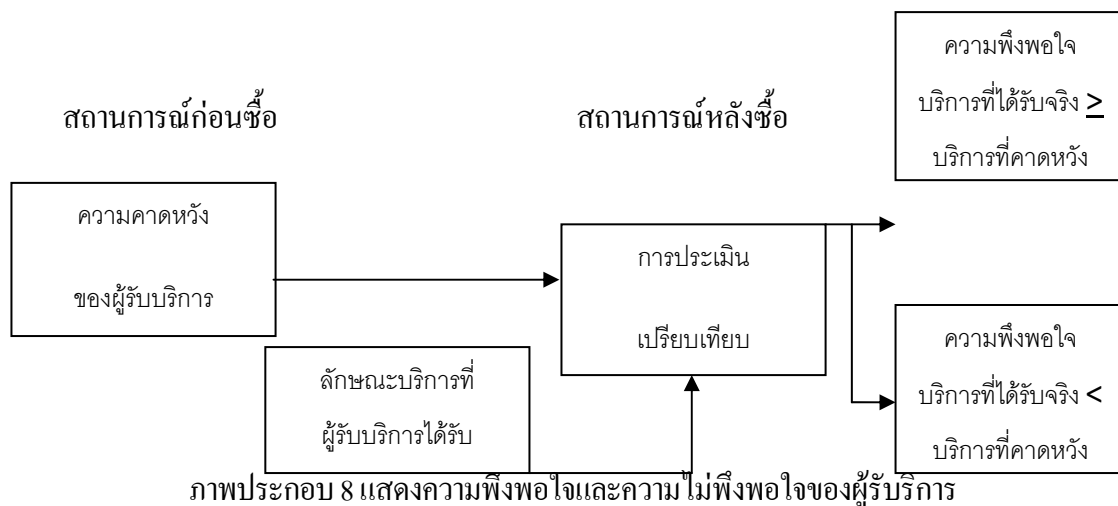 สถานการณ์ก่อนซื้อ
ความคาดหวัง
ของผู้รับบริการ
ลักษณะบริการที่
ผู้รับบริการได้รับ
สถานการณ์หลังซื้อ
การประเมิน
เปรียบเทียบ
ความพึงพอใจ
บริการที่ได้รับจริง ≥
บริการที่คาดหวัง
ความพึงพอใจ
บริการที่ได้รับจริง <
บริการที่คาดหวัง
ภาพประกอบ 8 แสดงความพึงพอใจและความไม่พึงพอใจของผู้รับริการ